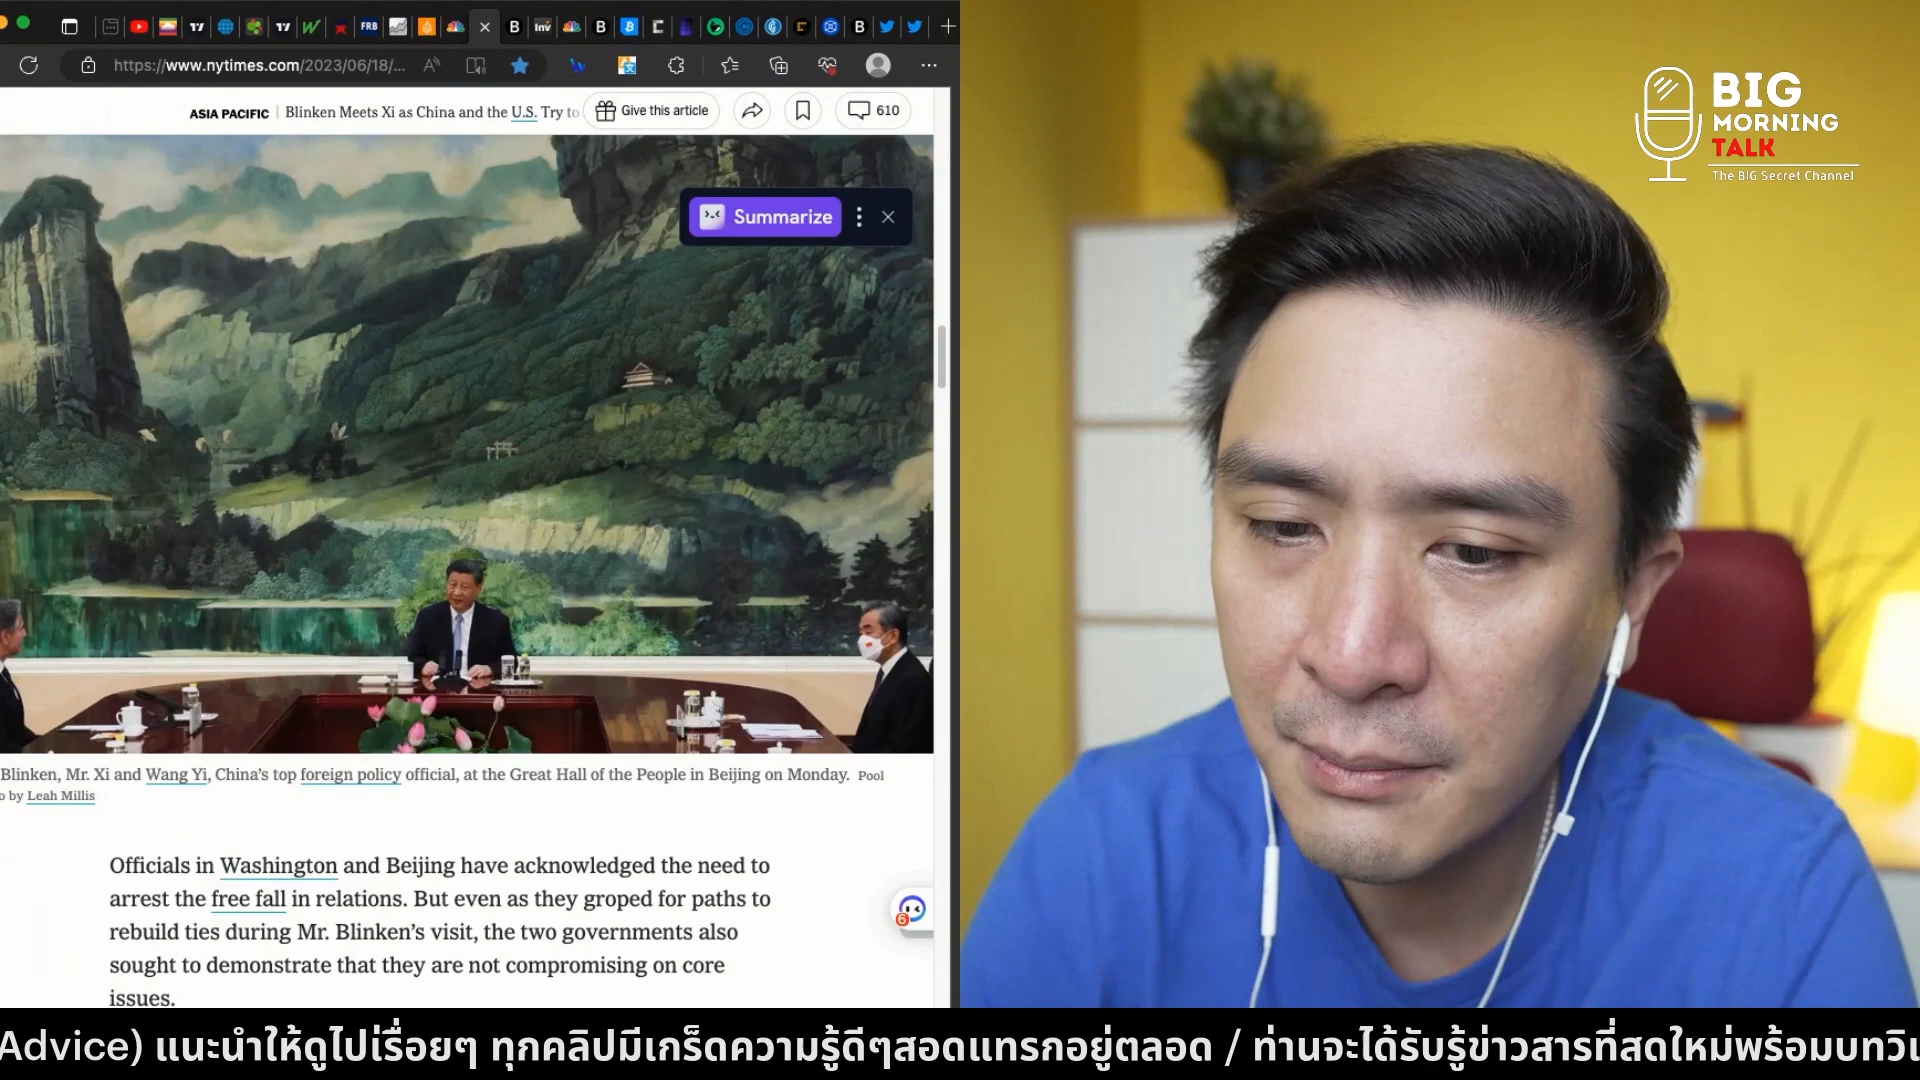 FRB
Inv
https://www.nytimes.com/2023/06/18/...
ASIA PACIFIC
Blinken Meets Xi as China and the U.S. Try to
Give this article
610
Summarize
BIG
MORNING
TALK
The BIG Secret Channel
Blinken, Mr. Xi and Wang Yi, China's top foreign policy official, at the Great Hall of the People in Beijing on Monday. Pool
by Leah Millis
Officials in Washington and Beijing have acknowledged the need to
arrest the free fall in relations. But even as they groped for paths to
rebuild ties during Mr. Blinken's visit, the two governments also
sought to demonstrate that they are not compromising on core
issues.
6
Advice) แนะนำให้ดูไปเรื่อยๆ ทุกคลิปมีเกร็ดความรู้ดีๆสอดแทรกอยู่ตลอด / ท่านจะได้รับรู้ข่าวสารที่สดใหม่พร้อมบทวิ